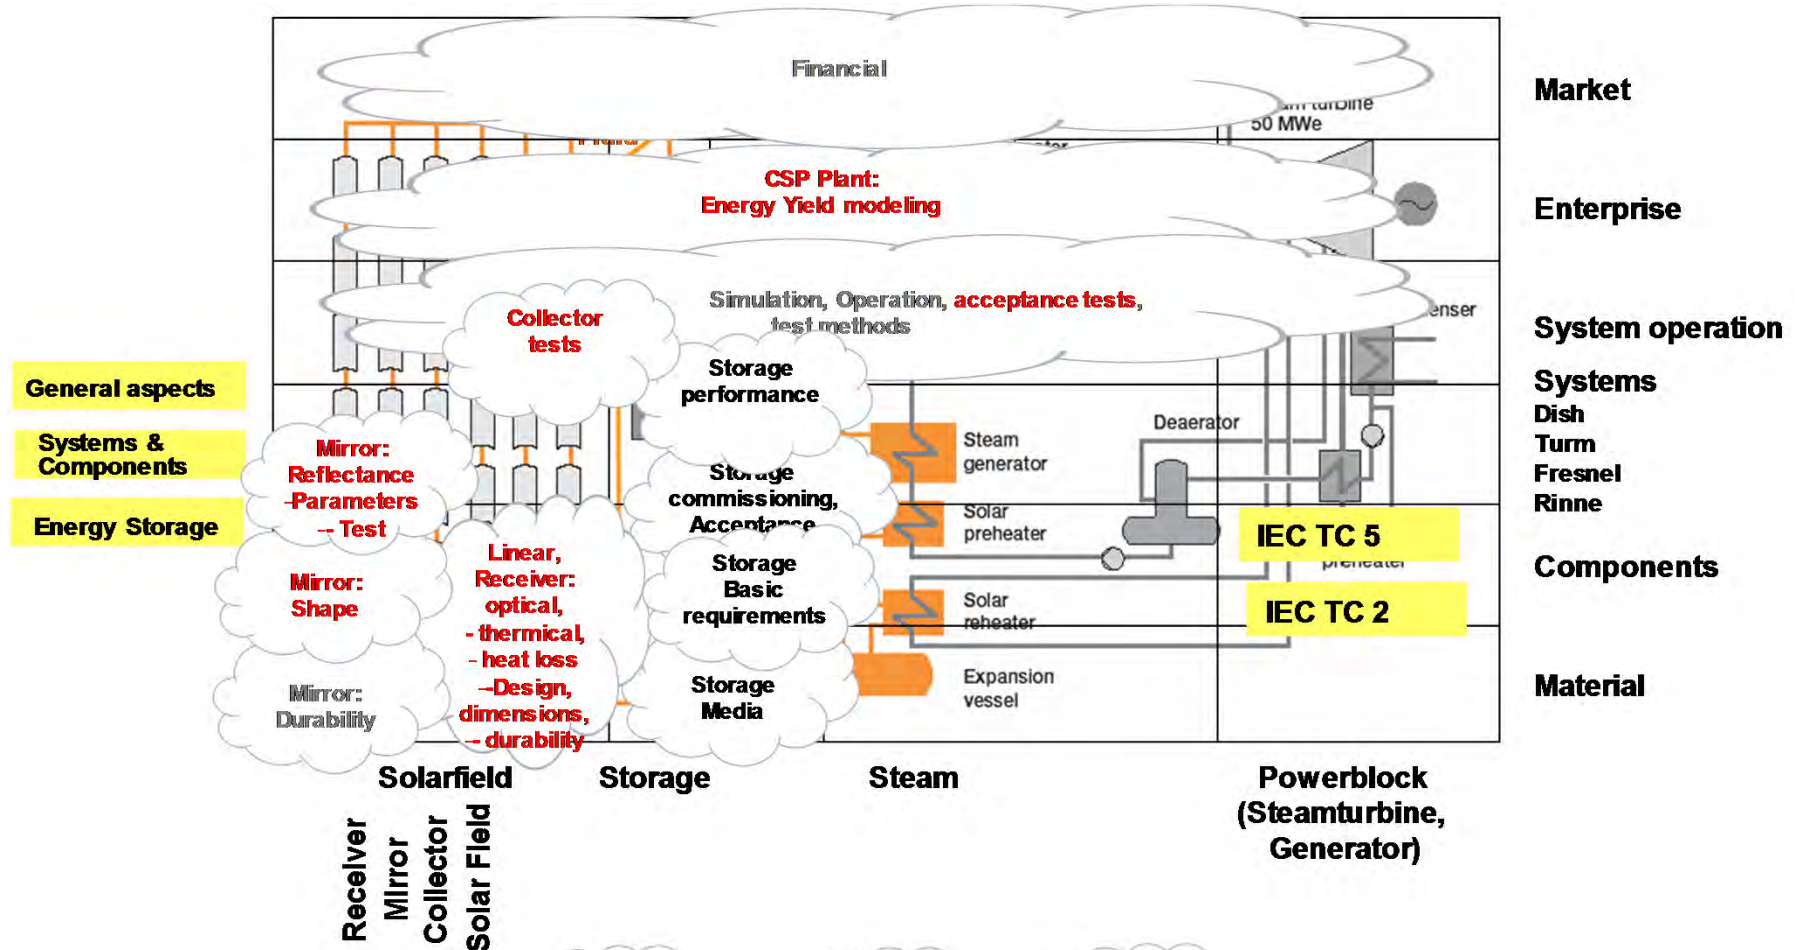 Financial
turbine
50 MWe
Market
CSP Plant:
Energy Yield modeling
Enterprise
Simulation, Operation, acceptance tests,
test methods
Collector
tests
System operation
Storage
performance
General aspects
Systems &
Components
Energy Storage
Systems
Dish
Turm
Fresnel
Rinne
Mirror:
Reflectance
-Parameters
-- Test
Storage
commissioning,
Acceptance
Steam
generator
Deaerator
Solar
preheater
IEC TC 5
preheater
Components
Mirror:
Shape
Linear,
Receiver:
optical,
- thermical,
- heat loss
--Design,
dimensions,
-- durability
Storage
Basic
requirements
Solar
reheater
IEC TC 2
Mirror:
Durability
Storage
Media
Expansion
vessel
Material
Solarfield
Storage
Steam
Powerblock
(Steamturbine,
Generator)
Receiver
Mirror
Collector
Solar Field